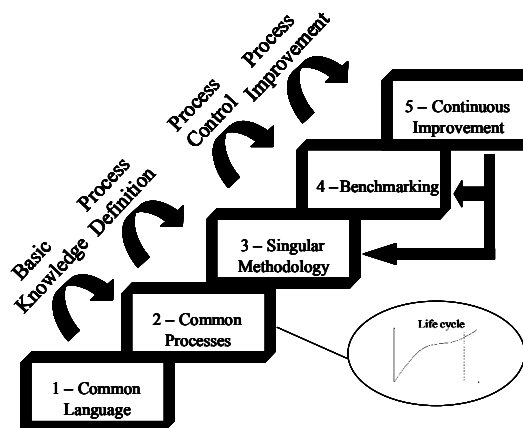 Process
Improvement
Process
Control
Process
Definition
Basic
Knowledge
5 – Continuous
Improvement
4 – Benchmarking
3 – Singular
Methodology
2 – Common
Processes
1 – Common
Language
Life cycle